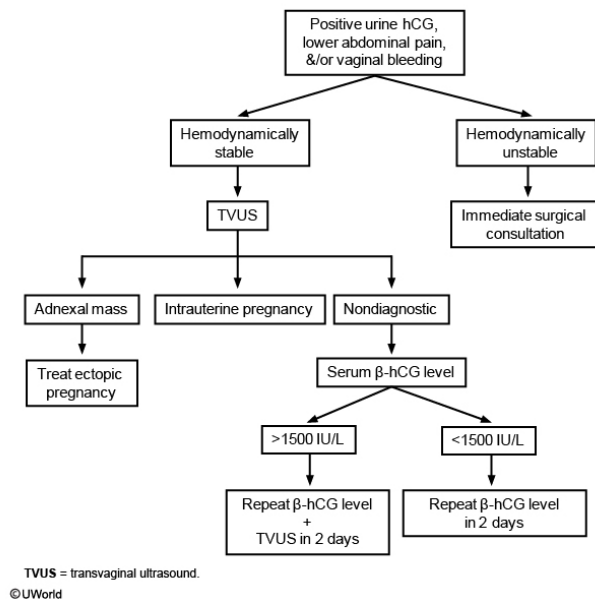 Positive urine hCG,
lower abdominal pain,
&/or vaginal bleeding
Hemodynamically
stable
Hemodynamically
unstable
TVUS
Immediate surgical
consultation
Adnexal mass
Intrauterine pregnancy
Nondiagnostic
Treat ectopic
pregnancy
Serum β-hCG level
>1500 IU/L
<1500 IU/L
Repeat β-hCG level
+
TVUS in 2 days
Repeat β-hCG level
in 2 days
TVUS = transvaginal ultrasound.
©UWorld